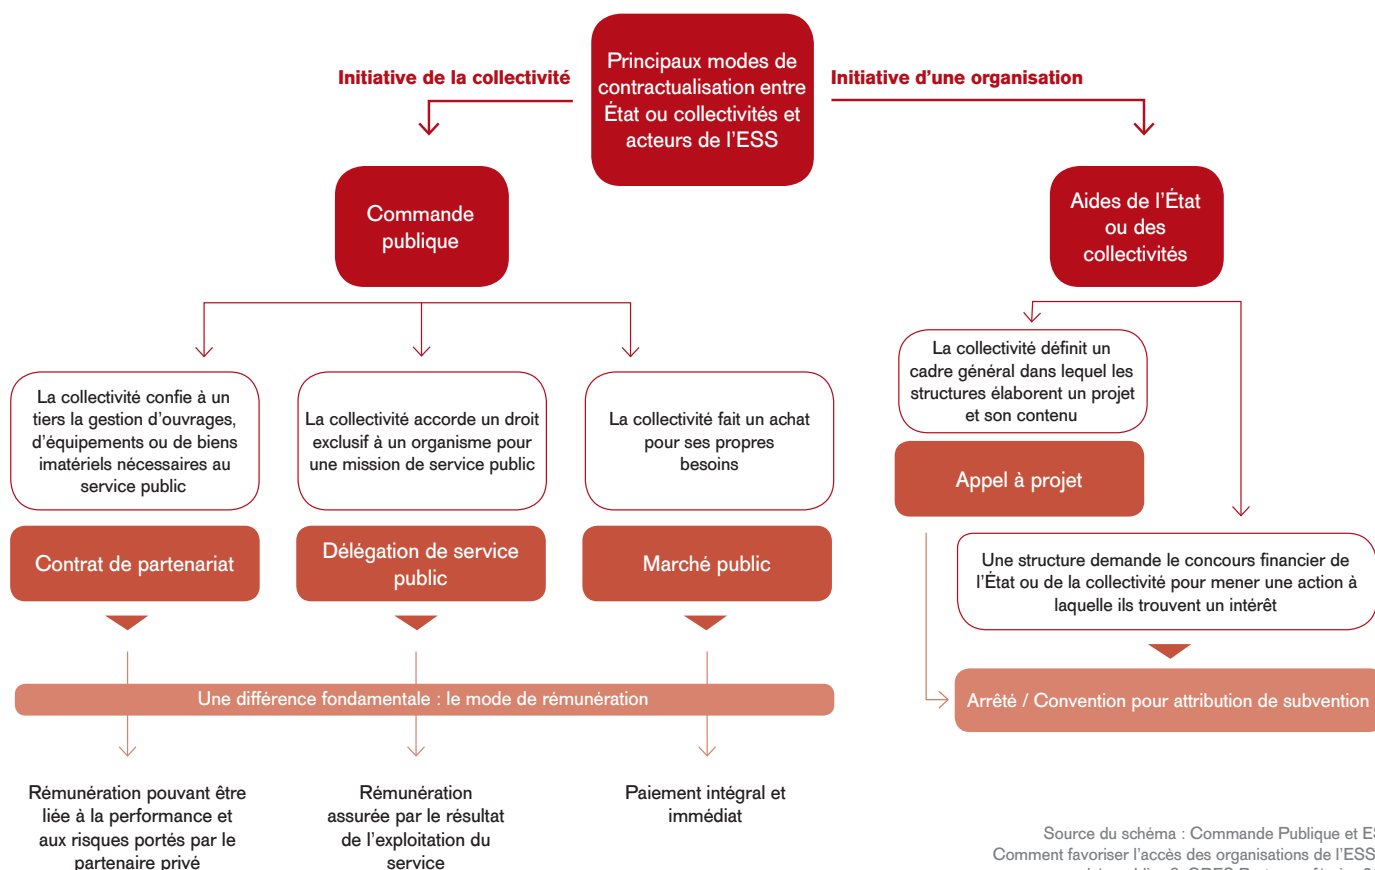 Principaux modes de
contractualisation entre
État ou collectivités et
acteurs de l'ESS
Initiative de la collectivité
Initiative d'une organisation
Commande
publique
Aides de l'État
ou des
collectivités
La collectivité confie à un
tiers la gestion d'ouvrages,
d'équipements ou de biens
imatériels nécessaires au
service public
La collectivité accorde un droit
exclusif à un organisme pour
une mission de service public
La collectivité fait un achat
pour ses propres
besoins
La collectivité définit un
cadre général dans lequel les
structures élaborent un projet
et son contenu
Appel à projet
Contrat de partenariat
Délégation de service
public
Marché public
Une structure demande le concours financier de
l'État ou de la collectivité pour mener une action à
laquelle ils trouvent un intérêt
Une différence fondamentale : le mode de rémunération
Arrêté / Convention pour attribution de subvention
Rémunération pouvant être
liée à la performance et
aux risques portés par le
partenaire privé
Rémunération
assurée par le résultat
de l'exploitation du
service
Paiement intégral et
immédiat
Source du schéma : Commande Publique et
Comment favoriser l'accès des organisations de l'ESS